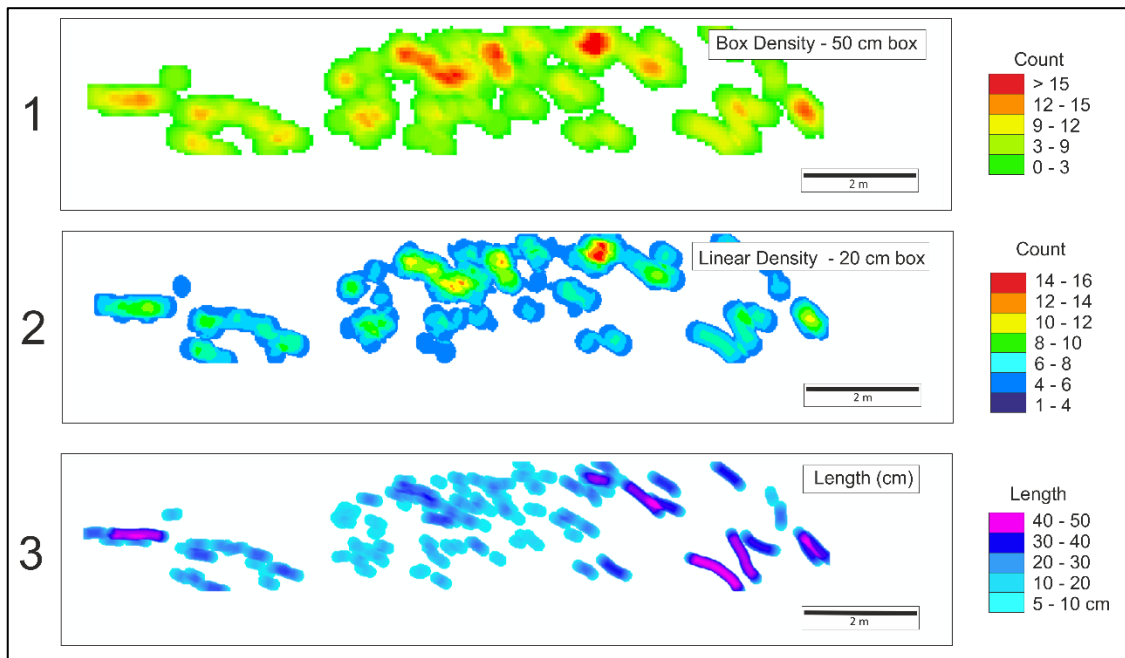 1
Box Density - 50 cm box
2 m
Count
> 15
12 - 15
9 - 12
3 - 9
0 - 3
2
Linear Density - 20 cm box
2 m
Count
14 - 16
12 - 14
10 - 12
8 - 10
6 - 8
4 - 6
1 - 4
3
Length (cm)
2 m
Length
40 - 50
30 - 40
20 - 30
10 - 20
5 - 10 cm